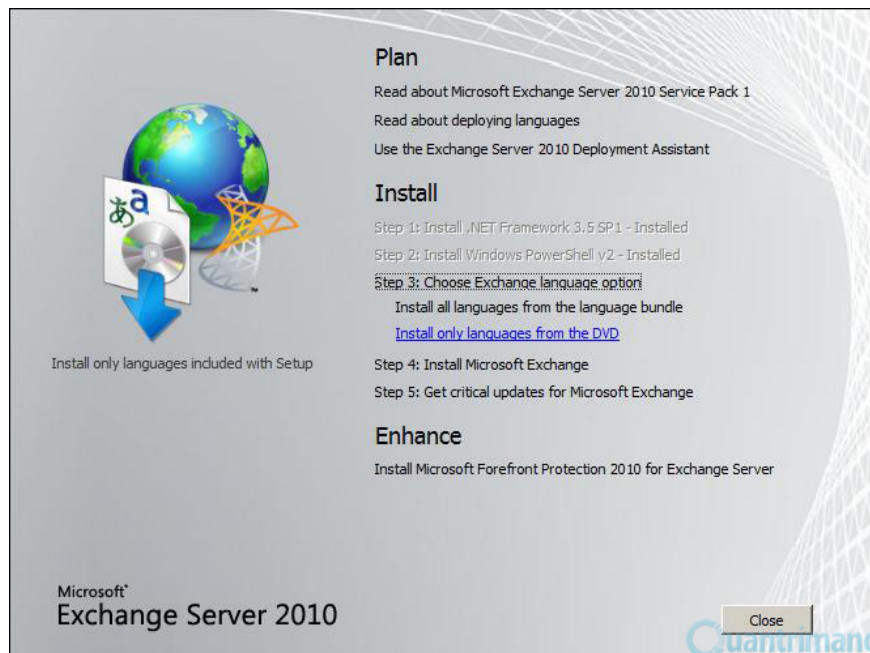 Plan
Read about Microsoft Exchange Server 2010 Service Pack 1
Read about deploying languages
Use the Exchange Server 2010 Deployment Assistant
Install
Step 1: Install .NET Framework 3.5 SP1 - Installed
Step 2: Install Windows PowerShell v2 - Installed
Step 3: Choose Exchange language option
Install all languages from the language bundle
Install only languages from the DVD
あa
Install only languages included with Setup
Step 4: Install Microsoft Exchange
Step 5: Get critical updates for Microsoft Exchange
Enhance
Install Microsoft Forefront Protection 2010 for Exchange Server
Microsoft
Exchange Server 2010
Close
Quantrimang